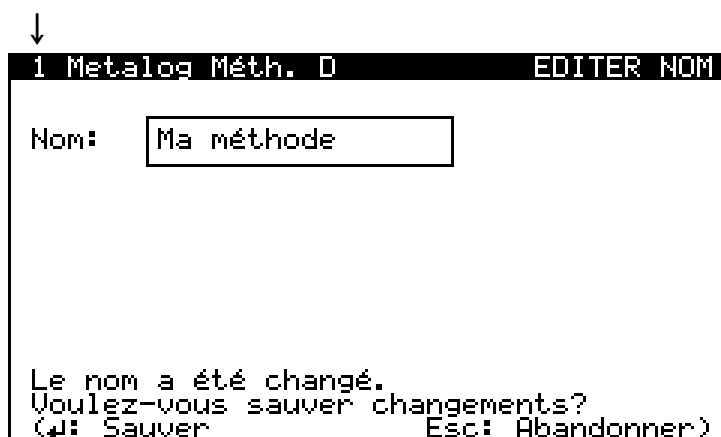 ↓
1 Metalog Méth. D EDITER NOM
Nom: Ma méthode
Le nom a été changé.
Voulez-vous sauver changements?
(↲: Sauver Esc: Abandonner)